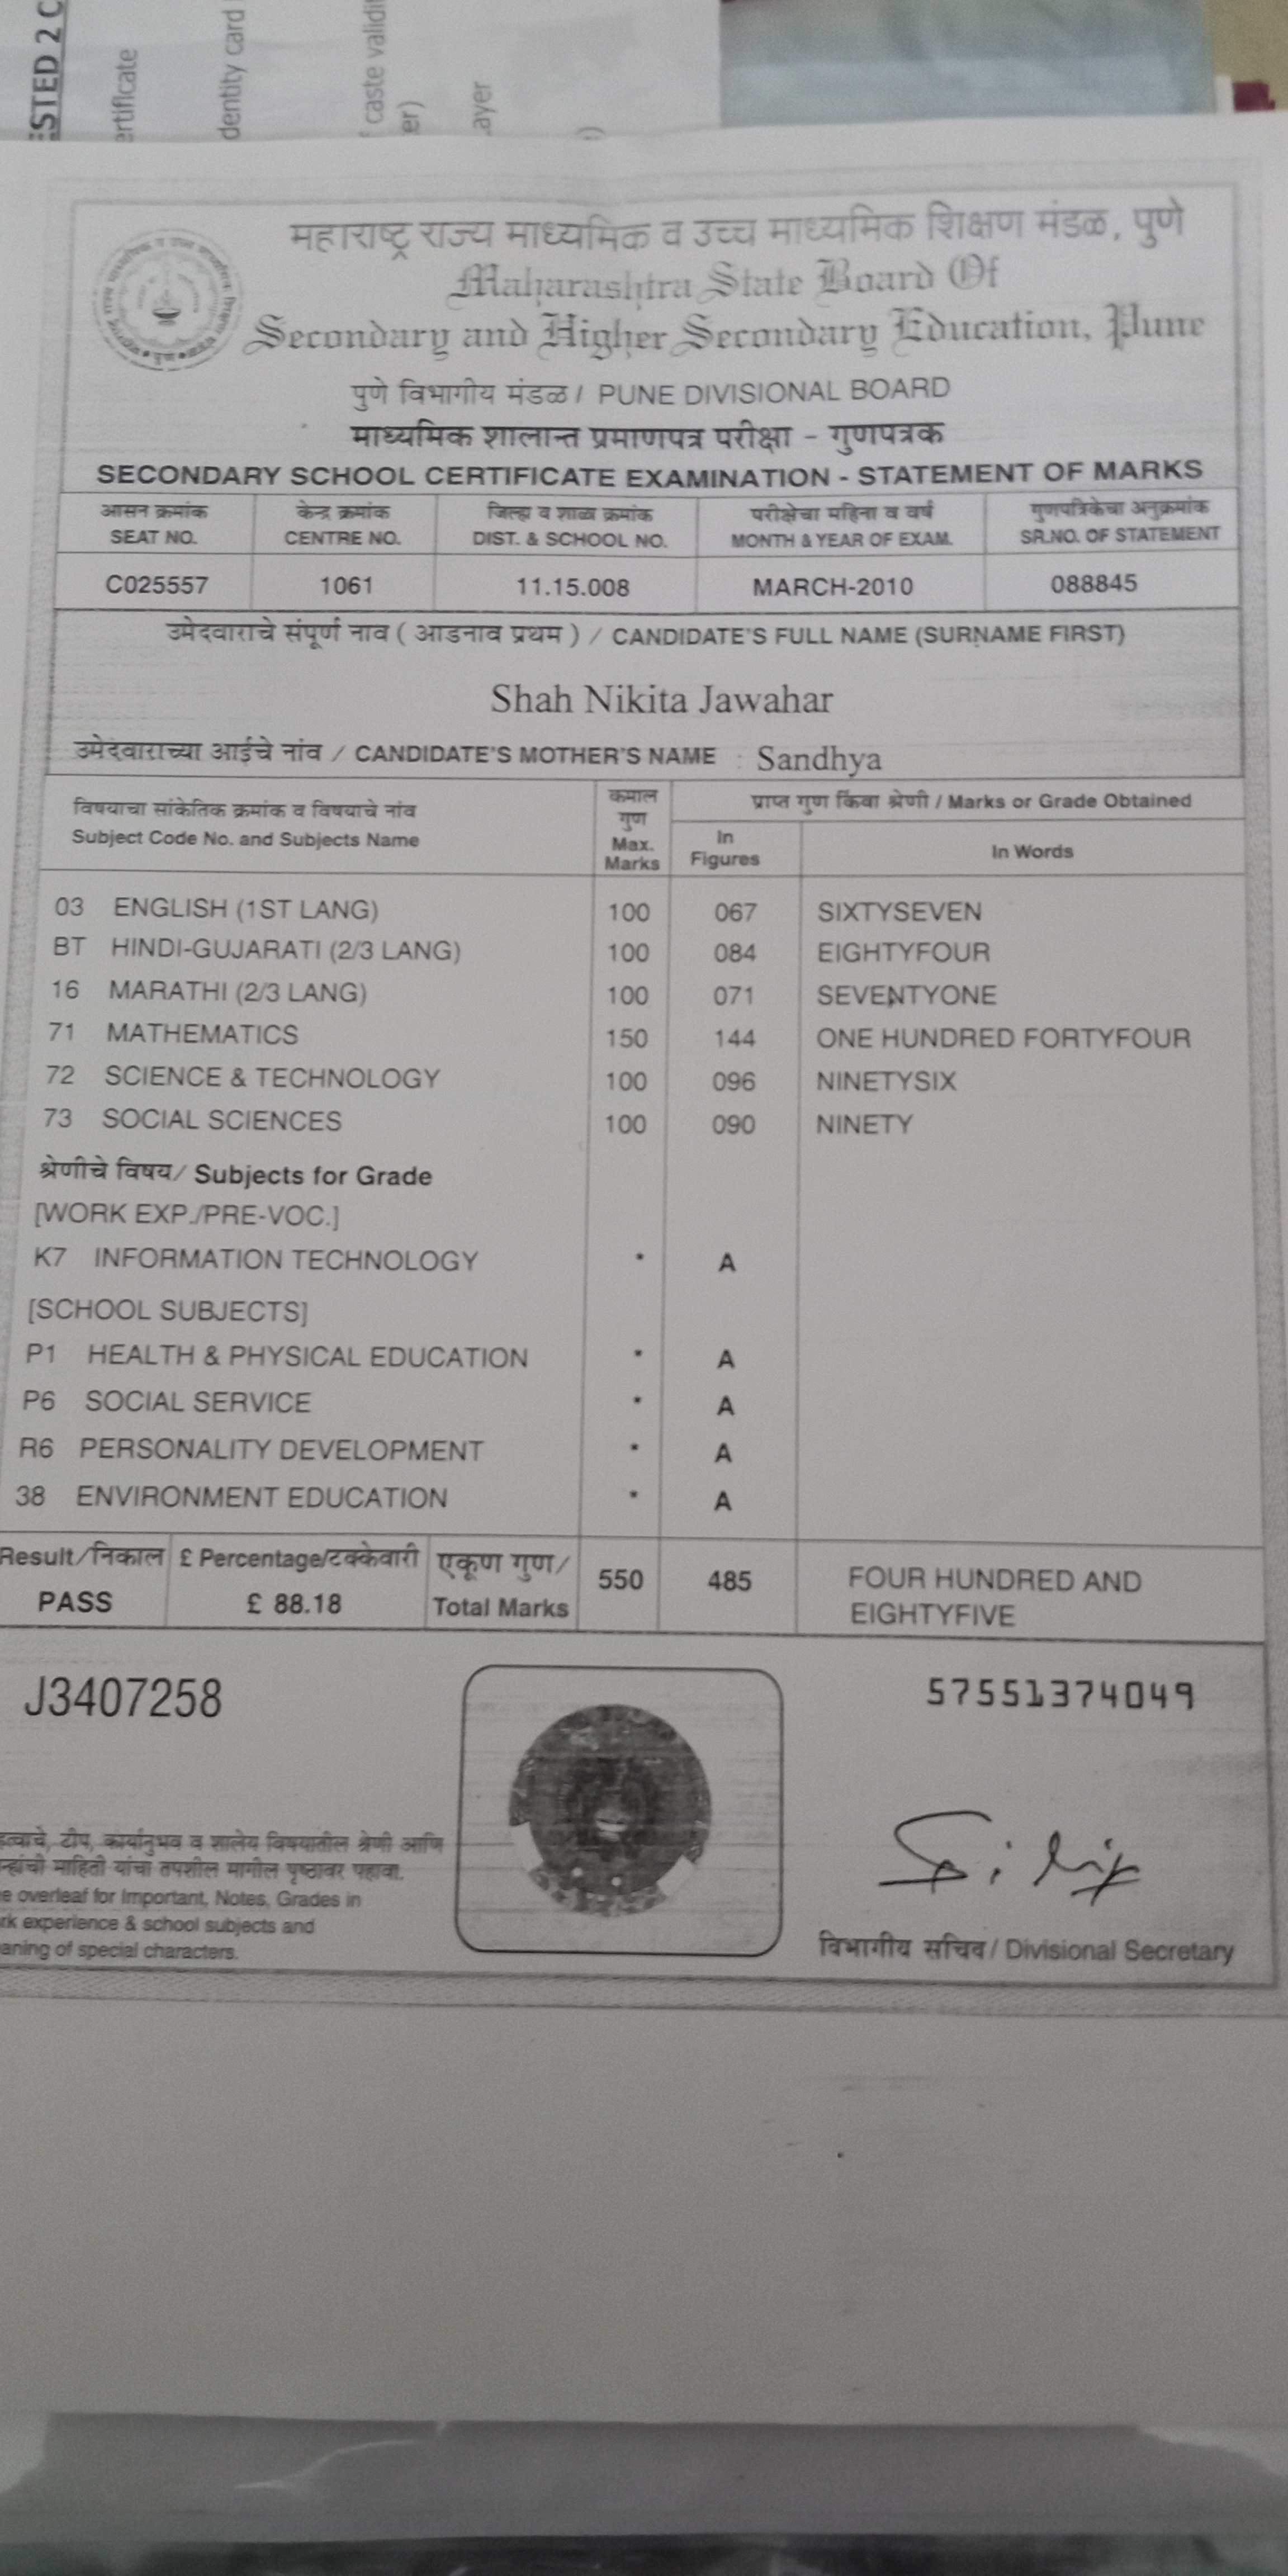 ESTED 2 C
ertificate
dentity card
caste validi
er)
ayer
महाराष्ट्र राज्य माध्यमिक व उच्च माध्यमिक शिक्षण मंडळ, पुणे
Maharashtra State Board Of
Secondary and Higher Secondary Education, Pune
पुणे विभागीय मंडळ / PUNE DIVISIONAL BOARD
माध्यमिक शालान्त प्रमाणपत्र परीक्षा – गुणपत्रक
SECONDARY SCHOOL CERTIFICATE EXAMINATION - STATEMENT OF MARKS
आसन क्रमांक केन्द्र क्रमांक जिल्हा व शाळा क्रमांक परीक्षेचा महिना व वर्ष गुणपत्रिकेचा अनुक्रमांक
SEAT NO. CENTRE NO. DIST. & SCHOOL NO. MONTH & YEAR OF EXAM. SR.NO. OF STATEMENT
C025557 1061 11.15.008 MARCH-2010 088845
उमेदवाराचे संपूर्ण नाव ( आडनाव प्रथम ) / CANDIDATE'S FULL NAME (SURNAME FIRST)
Shah Nikita Jawahar
उमेदवाराच्या आईचे नांव / CANDIDATE'S MOTHER'S NAME : Sandhya
विषयाचा सांकेतिक क्रमांक व विषयाचे नांव
Subject Code No. and Subjects Name
कमाल
गुण
Max.
Marks
प्राप्त गुण किंवा श्रेणी / Marks or Grade Obtained
In
Figures
In Words
03 ENGLISH (1ST LANG) 100 067 SIXTYSEVEN
BT HINDI-GUJARATI (2/3 LANG) 100 084 EIGHTYFOUR
16 MARATHI (2/3 LANG) 100 071 SEVENTYONE
71 MATHEMATICS 150 144 ONE HUNDRED FORTYFOUR
72 SCIENCE & TECHNOLOGY 100 096 NINETYSIX
73 SOCIAL SCIENCES 100 090 NINETY
श्रेणीचे विषय/ Subjects for Grade
[WORK EXP./PRE-VOC.]
K7 INFORMATION TECHNOLOGY * A
[SCHOOL SUBJECTS]
P1 HEALTH & PHYSICAL EDUCATION * A
P6 SOCIAL SERVICE * A
R6 PERSONALITY DEVELOPMENT * A
38 ENVIRONMENT EDUCATION * A
Result/निकाल £ Percentage/टक्केवारी एकूण गुण/ 550 485 FOUR HUNDRED AND
PASS £ 88.18 Total Marks EIGHTYFIVE
J3407258 57551374049
हत्वाचे, टीप, कार्यानुभव व शालेय विषयातील श्रेणी आणि
न्हांची माहिती यांचा तपशील मागील पृष्ठावर पहावा.
e overleaf for Important, Notes, Grades in
rk experience & school subjects and
aning of special characters.
विभागीय सचिव / Divisional Secretary